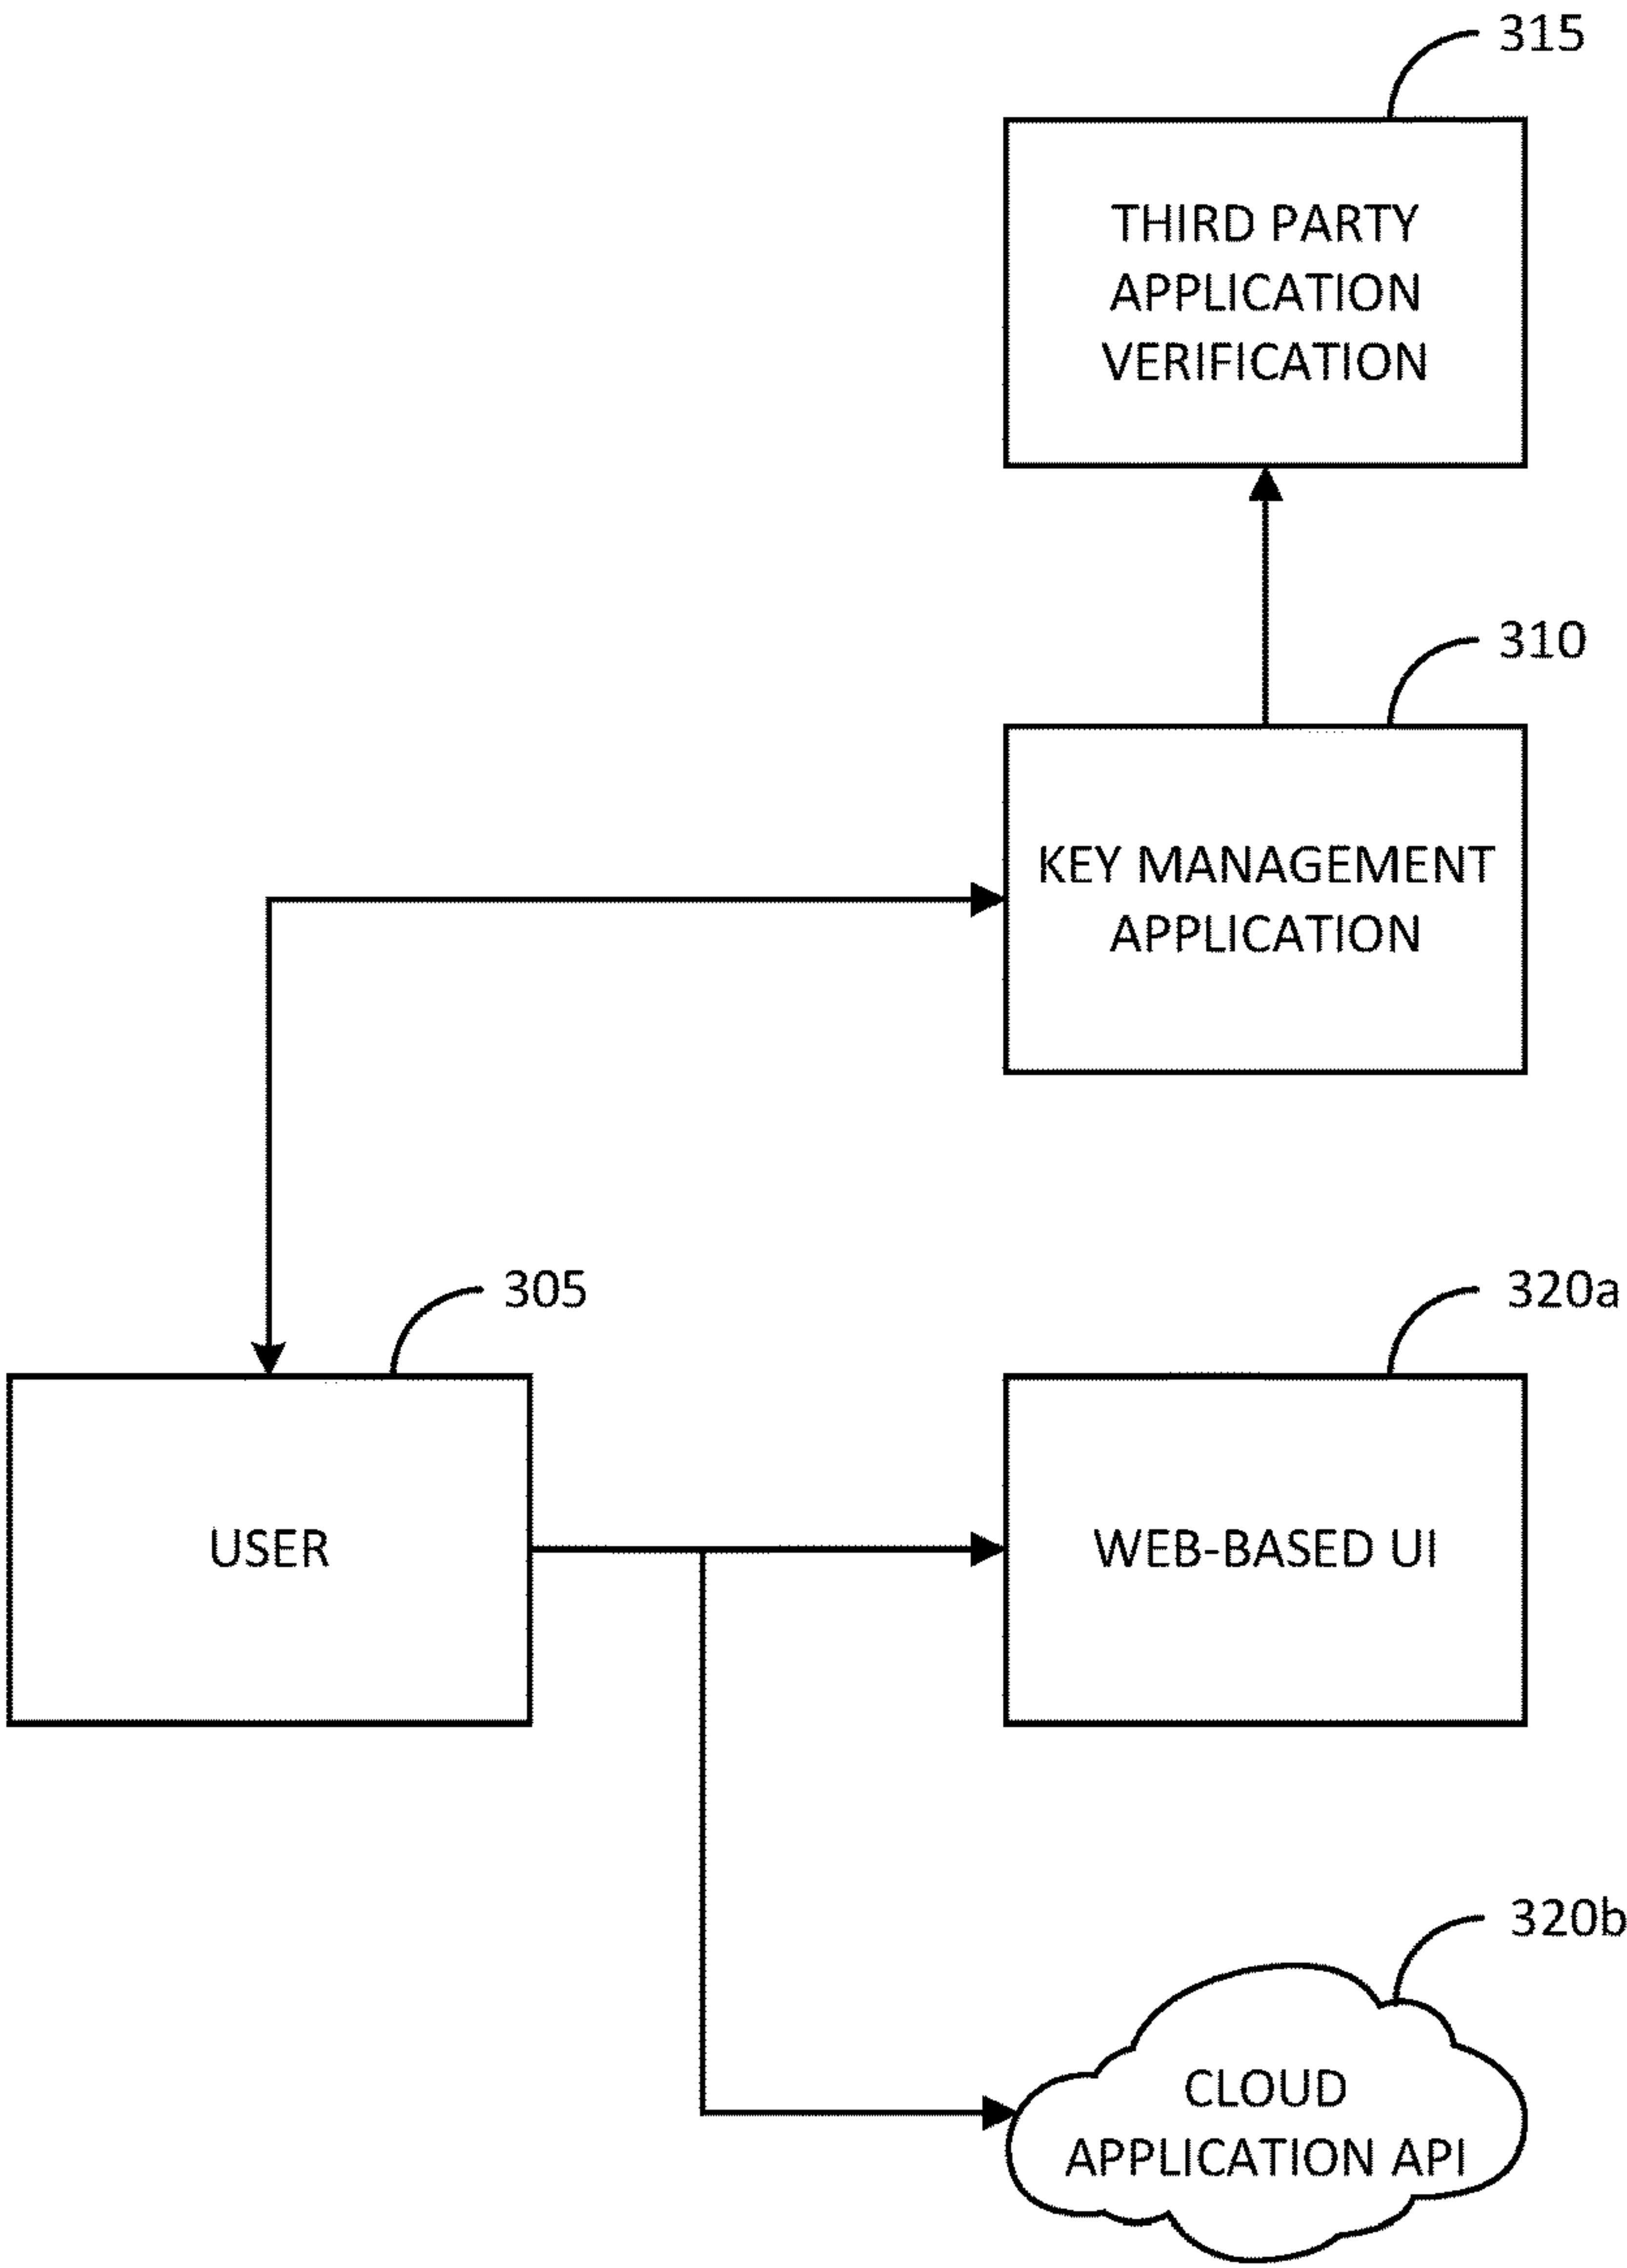 315
THIRD PARTY
APPLICATION
VERIFICATION
310
KEY MANAGEMENT
APPLICATION
305
320a
USER
WEB-BASED UI
320b
CLOUD
APPLICATION API